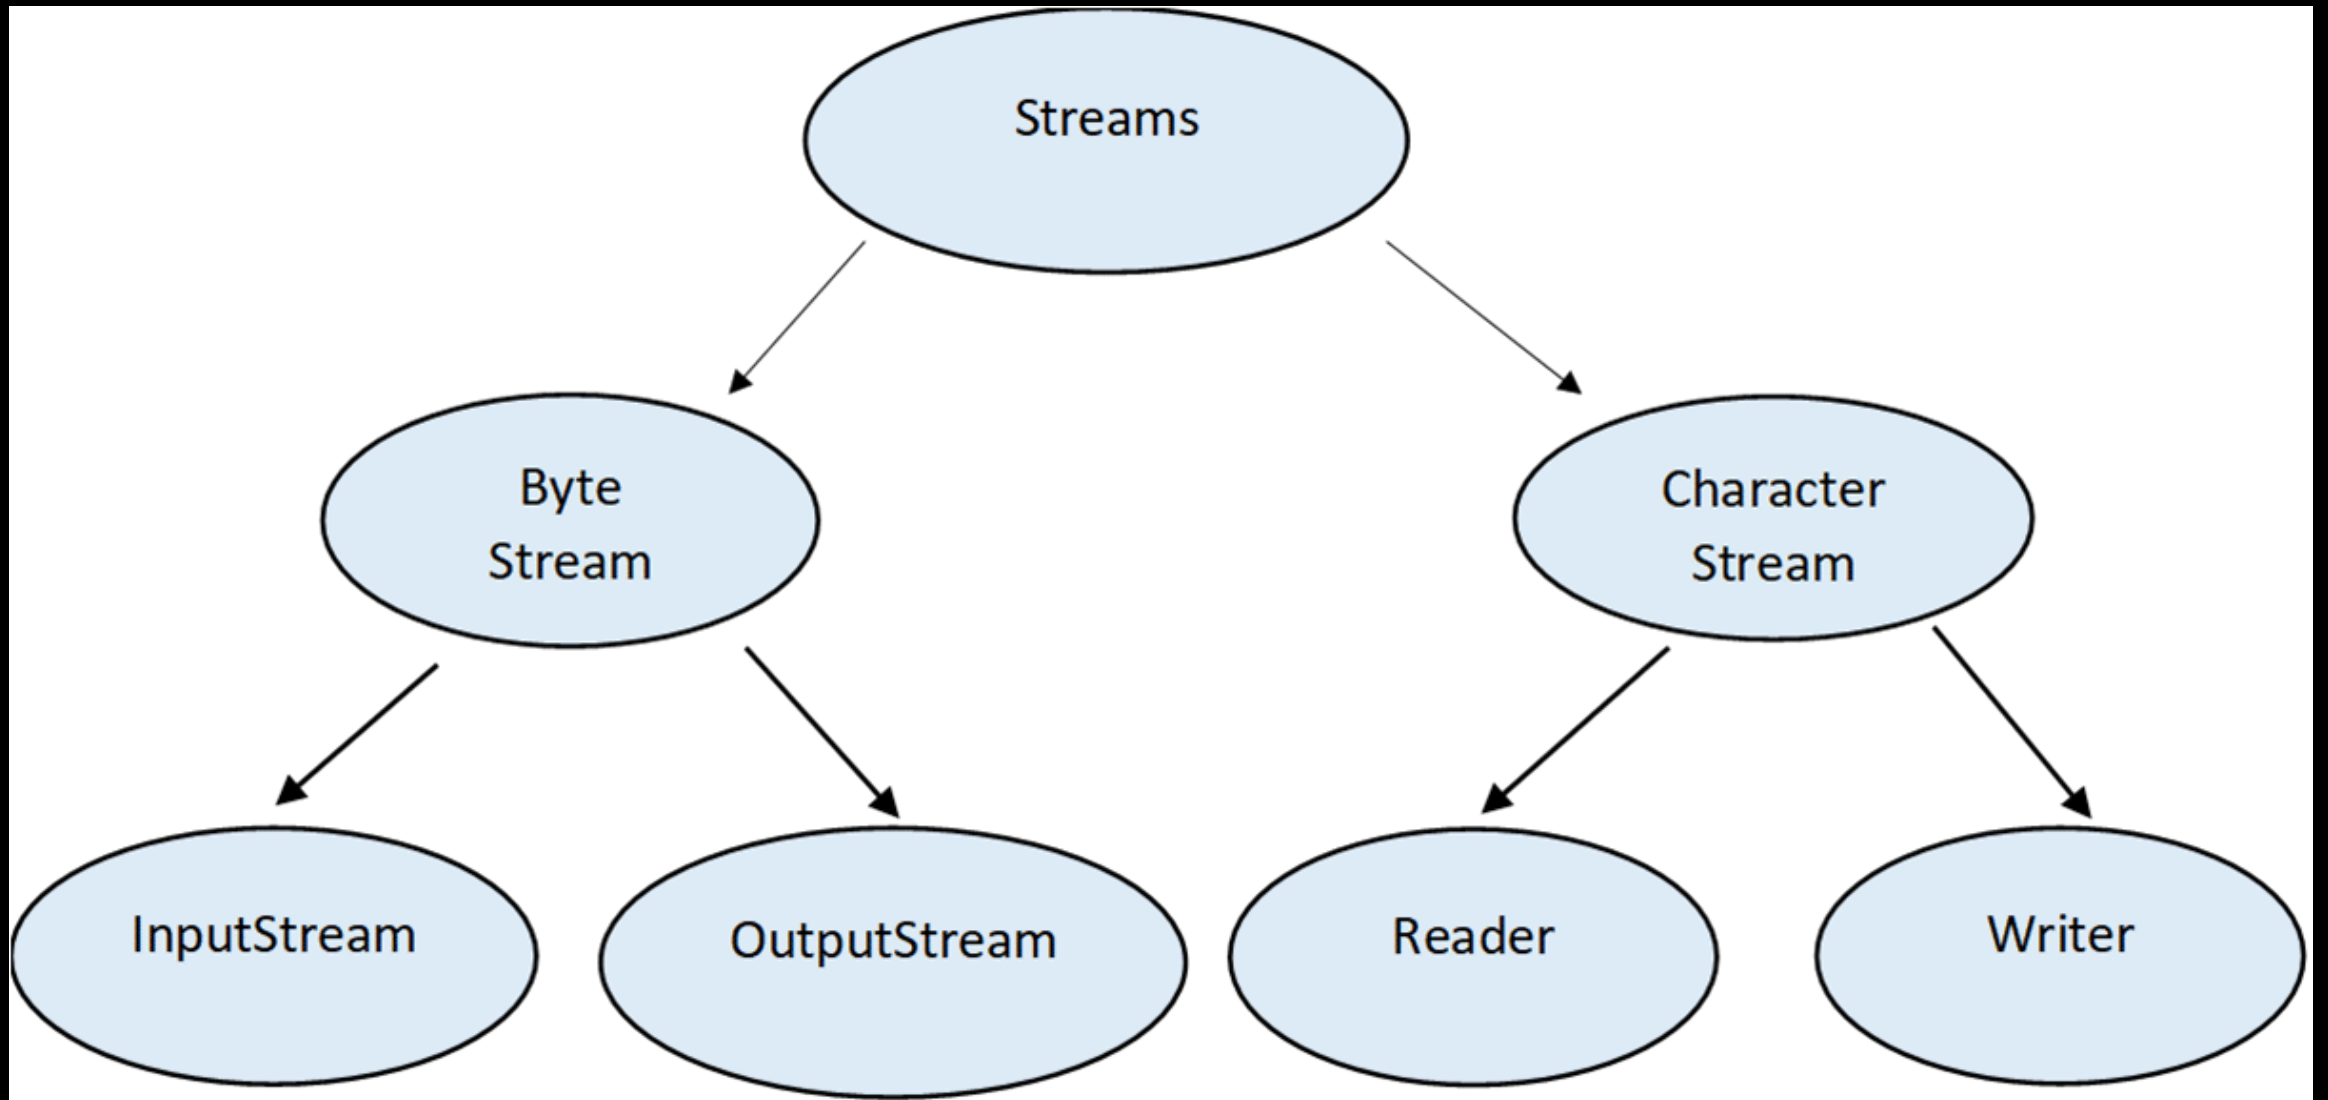 Streams
Byte
Stream
Character
Stream
InputStream
OutputStream
Reader
Writer